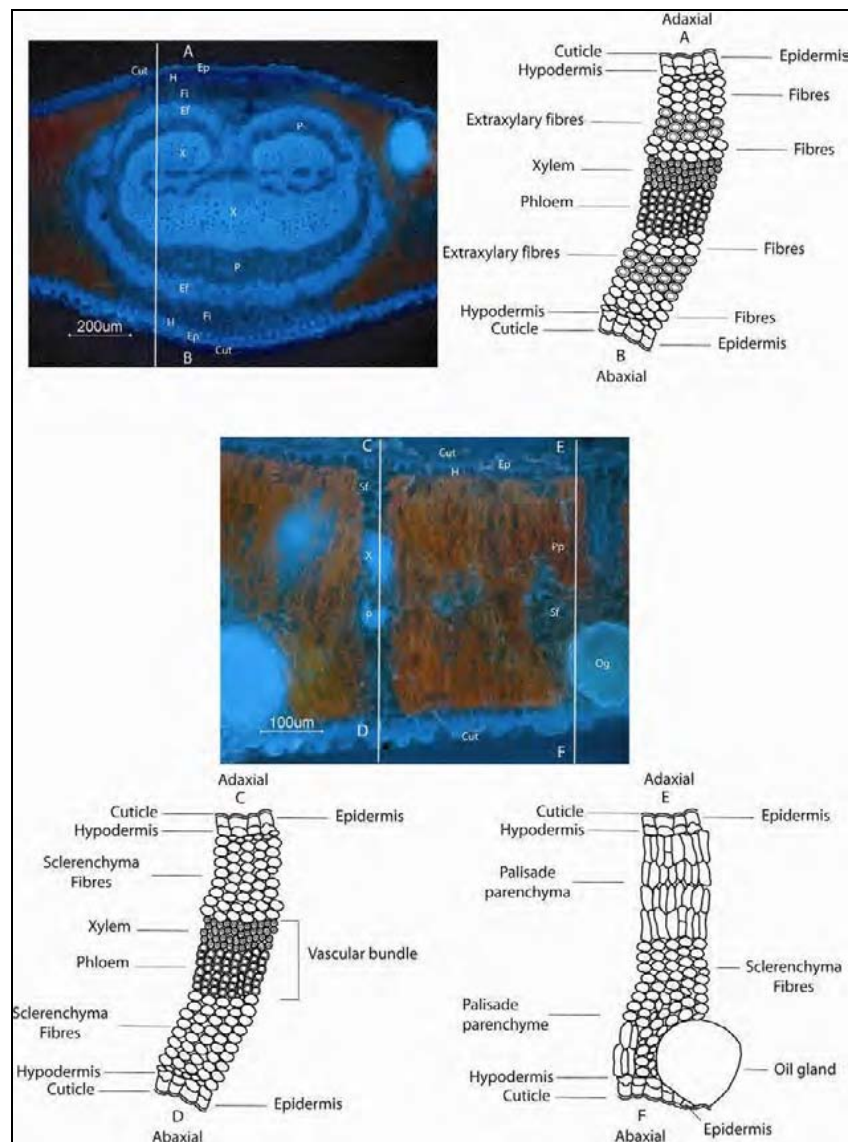 A
Cut
Ep
H
Fi
Ef
P
X
X
P
Ef
Fi
H
Ep
Cut
B
200um
Adaxial
A
Cuticle
Epidermis
Hypodermis
Fibres
Extraxylary fibres
Fibres
Xylem
Phloem
Extraxylary fibres
Fibres
Hypodermis
Fibres
Cuticle
Epidermis
B
Abaxial
C
E
Cut
Ep
H
Sf
X
Pp
P
Sf
Og
100um
D
Cut
F
Adaxial
C
Cuticle
Epidermis
Hypodermis
Sclerenchyma
Fibres
Xylem
Vascular bundle
Phloem
Sclerenchyma
Fibres
Hypodermis
Cuticle
Epidermis
D
Abaxial
Adaxial
E
Cuticle
Epidermis
Hypodermis
Palisade
parenchyma
Sclerenchyma
Fibres
Palisade
parenchyme
Oil gland
Hypodermis
Cuticle
F
Epidermis
Abaxial